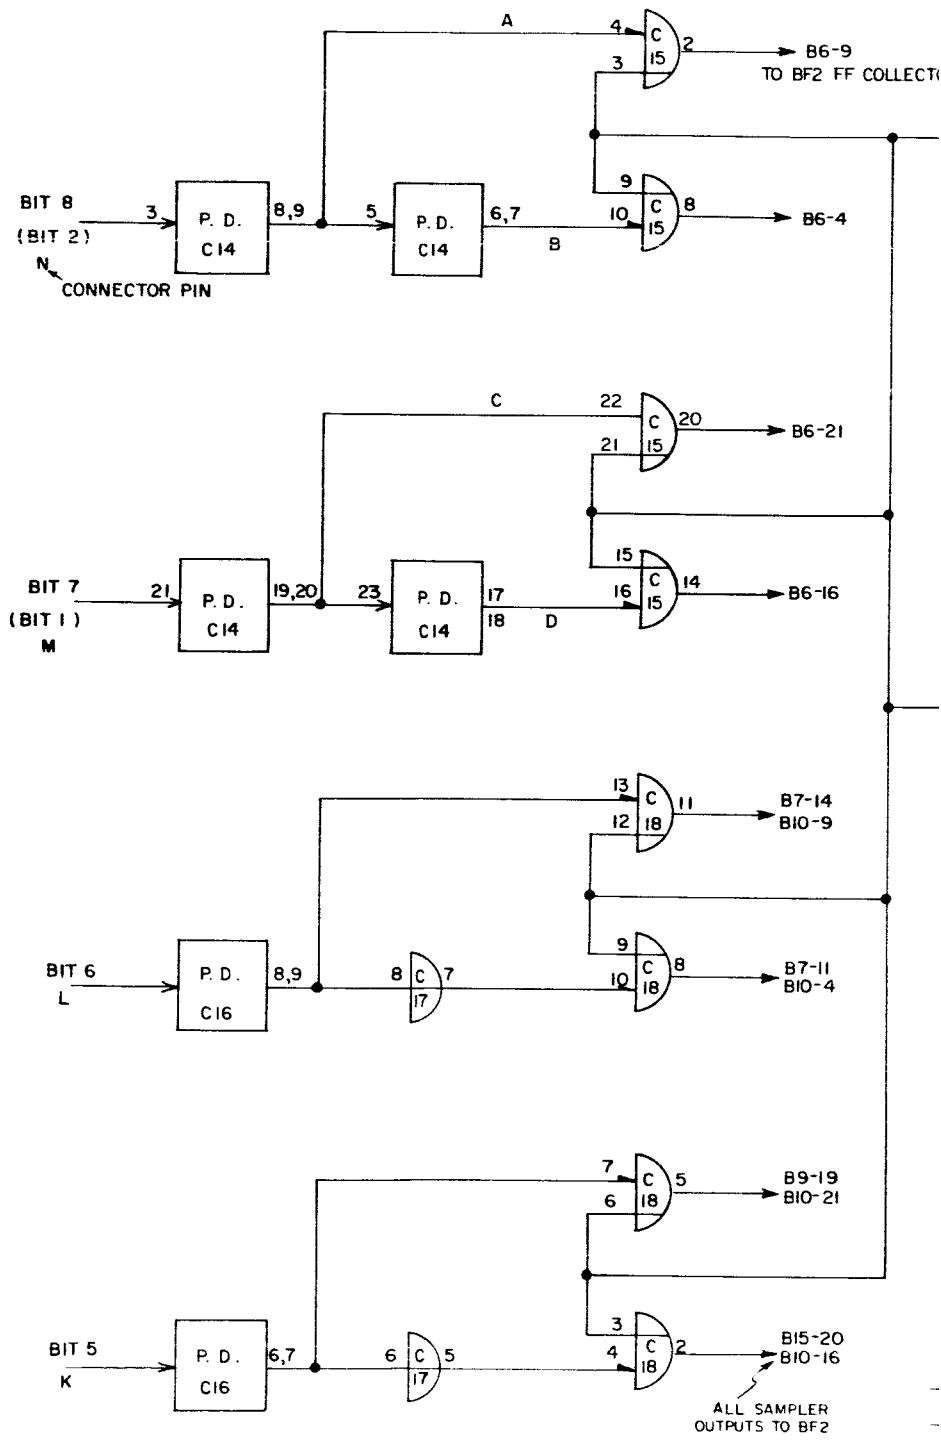 A
4
C
15
2
B6-9
3
TO BF2 FF COLLECTO
BIT 8
(BIT 2)
N
CONNECTOR PIN
3
P. D.
C14
8,9
5
P. D.
C14
6,7
B
9
10
C
15
8
B6-4
C
22
21
C
15
20
B6-21
BIT 7
(BIT 1)
M
21
P. D.
C14
19,20
23
P. D.
C14
17
18
D
15
16
C
15
14
B6-16
13
12
C
18
11
B7-14
B10-9
BIT 6
L
P. D.
C16
8,9
8
C
17
7
9
10
C
18
8
B7-11
B10-4
7
6
C
18
5
B9-19
B10-21
BIT 5
K
P. D.
C16
6,7
6
C
17
5
3
4
C
18
2
B15-20
B10-16
ALL SAMPLER
OUTPUTS TO BF2